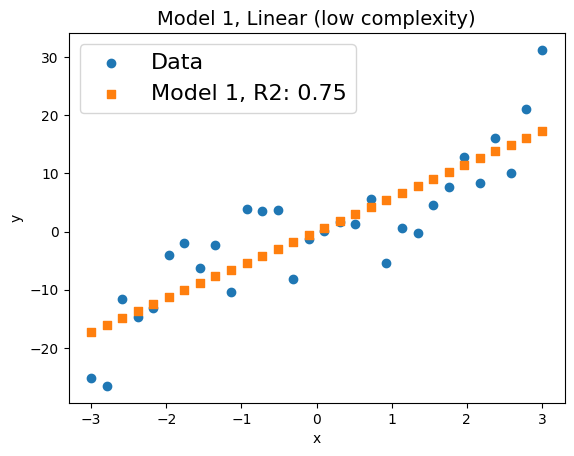 Model 1, Linear (low complexity)
Data
Model 1, R2: 0.75
30
20
10
0
−10
−20
y
−3
−2
−1
0
1
2
3
x